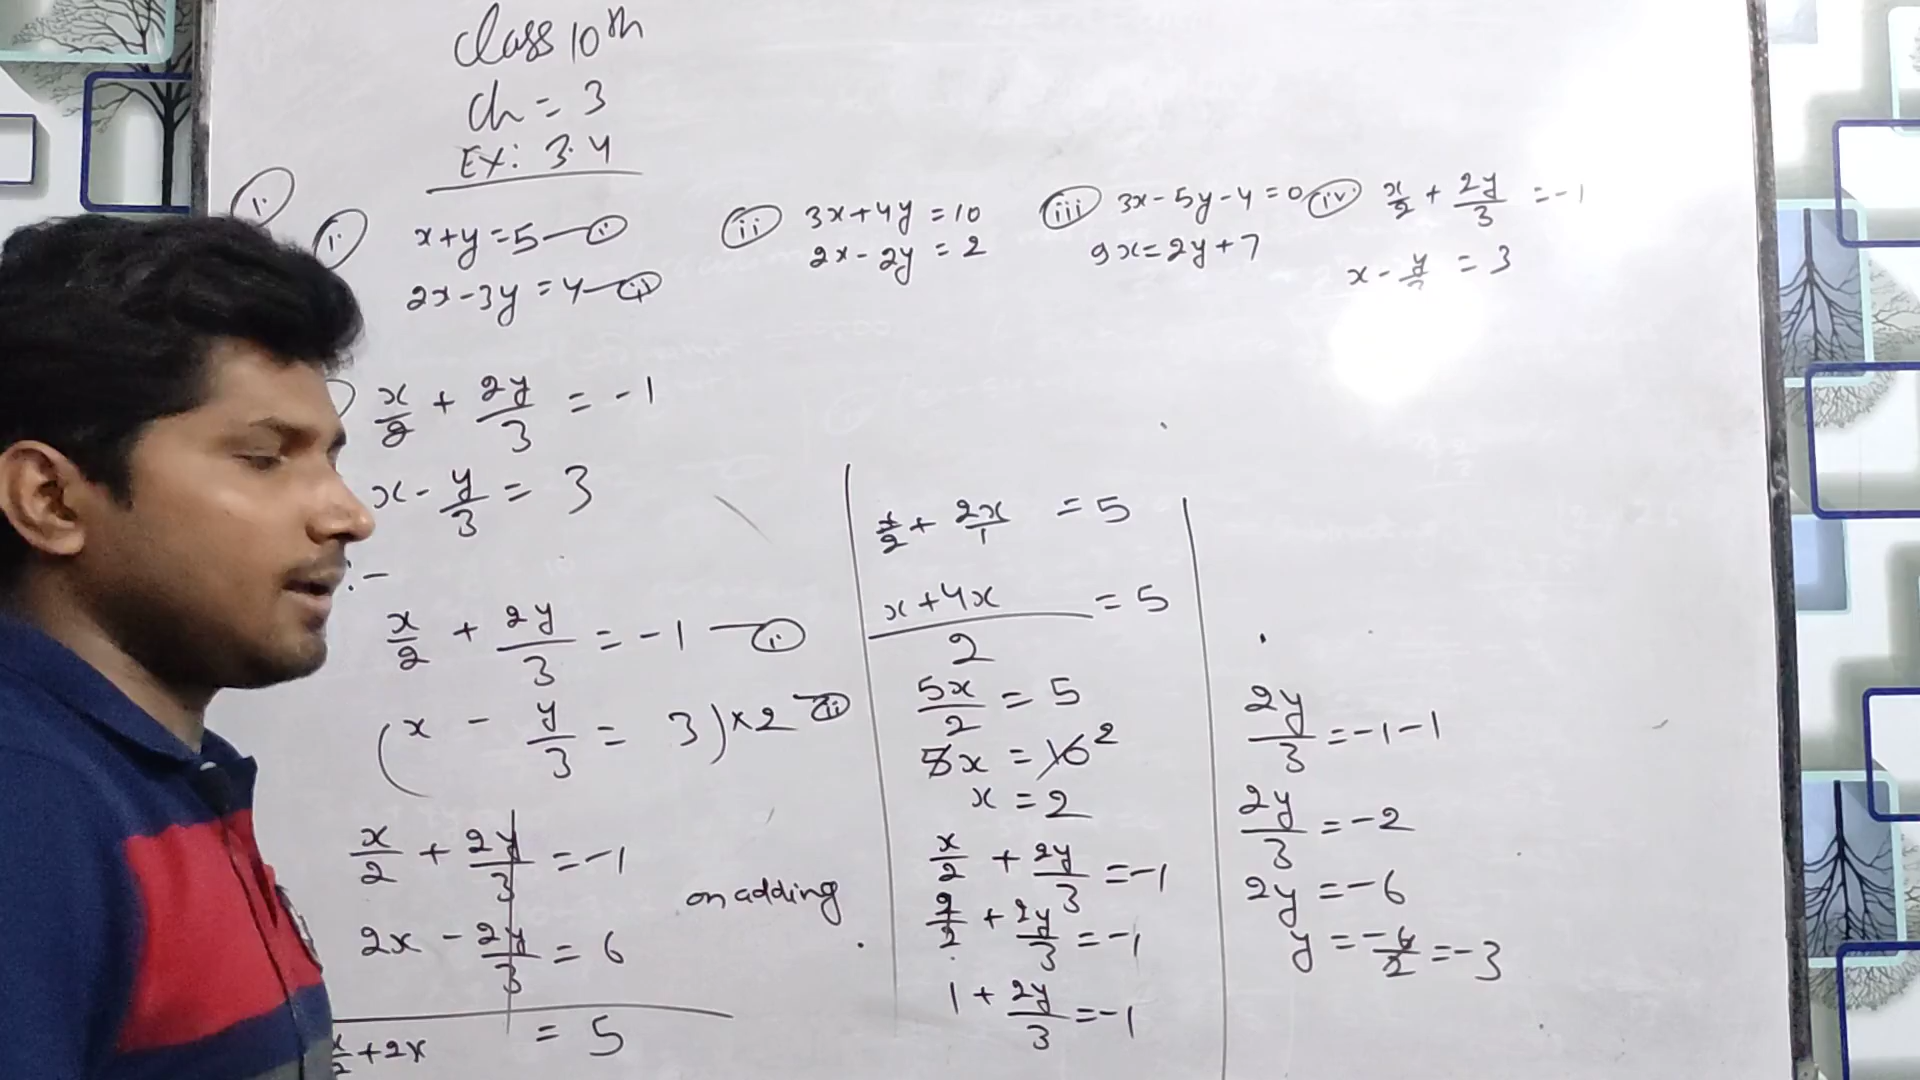 Class 10th
Ch = 3
EX: 3.4
(i)
(i) x+y=5 — (i)
2x-3y=4 — (ii)
(ii) 3x+4y=10
2x-2y=2
(iii) 3x-5y-4=0
9x=2y+7
(iv) x/2 + 2y/3 = -1
x - y/3 = 3
x/2 + 2y/3 = -1
x - y/3 = 3
:-
x/2 + 2y/3 = -1 — (i)
(x - y/3 = 3)×2 — (ii)
x/2 + 2y/3 = -1
2x - 2y/3 = 6
on adding
x/2 + 2x = 5
x/2 + 2x/1 = 5
x+4x/2 = 5
5x/2 = 5
5x = 10 2
x = 2
x/2 + 2y/3 = -1
2/2 + 2y/3 = -1
1 + 2y/3 = -1
2y/3 = -1-1
2y/3 = -2
2y = -6
y = -6/2 = -3